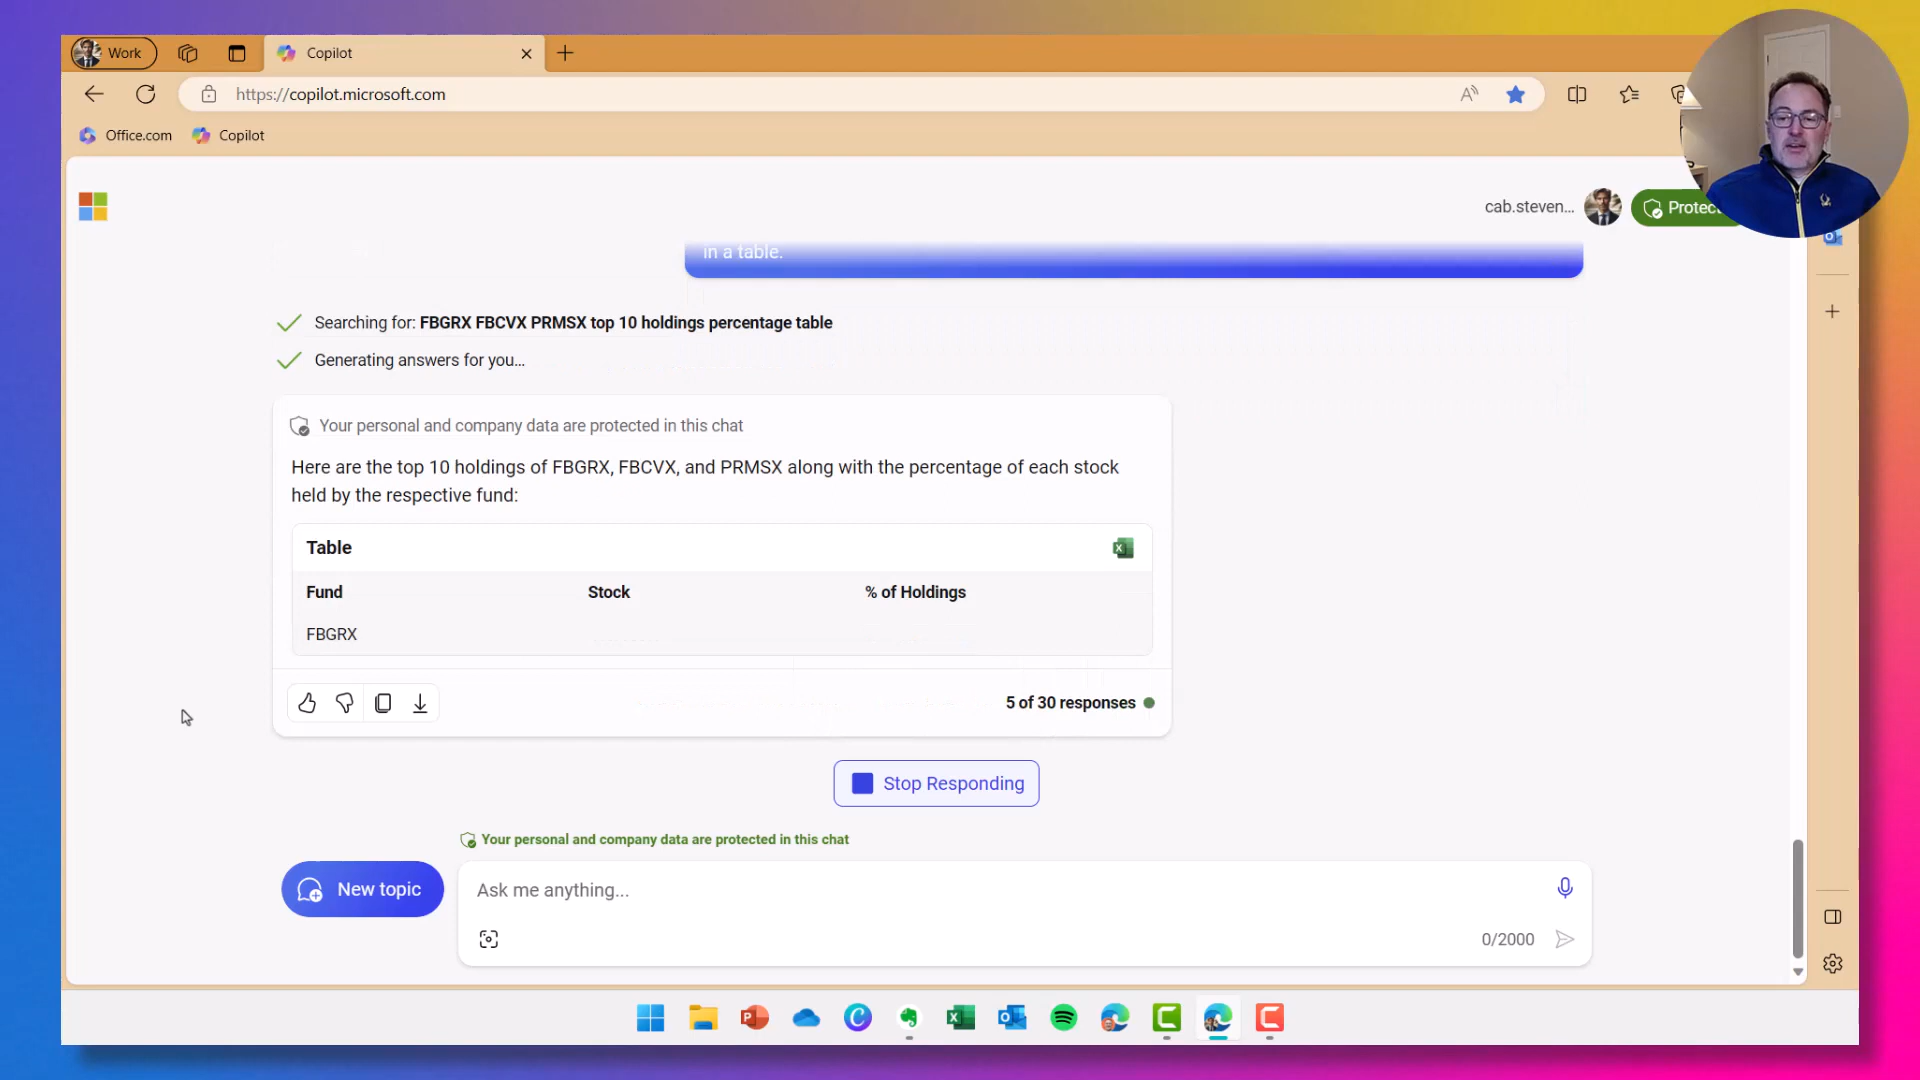 Work
Copilot
https://copilot.microsoft.com
Office.com
Copilot
cab.steven...
Protec
in a table.
Searching for: FBGRX FBCVX PRMSX top 10 holdings percentage table
Generating answers for you...
Your personal and company data are protected in this chat
Here are the top 10 holdings of FBGRX, FBCVX, and PRMSX along with the percentage of each stock
held by the respective fund:
Table
Fund Stock % of Holdings
FBGRX
5 of 30 responses
Stop Responding
Your personal and company data are protected in this chat
New topic
Ask me anything...
0/2000